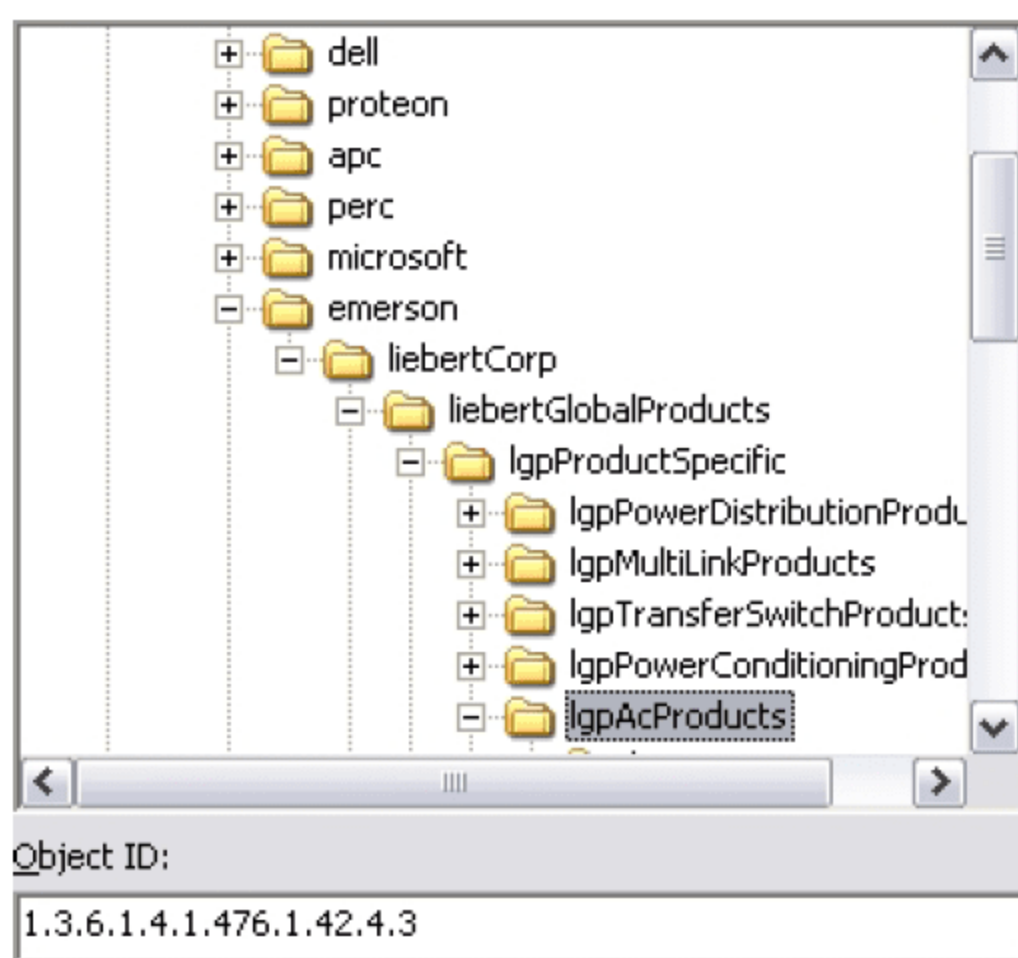 dell
proteon
apc
perc
microsoft
emerson
liebertCorp
liebertGlobalProducts
lgpProductSpecific
lgpPowerDistributionProdu
lgpMultiLinkProducts
lgpTransferSwitchProducts
lgpPowerConditioningProd
lgpAcProducts
Object ID:
1.3.6.1.4.1.476.1.42.4.3